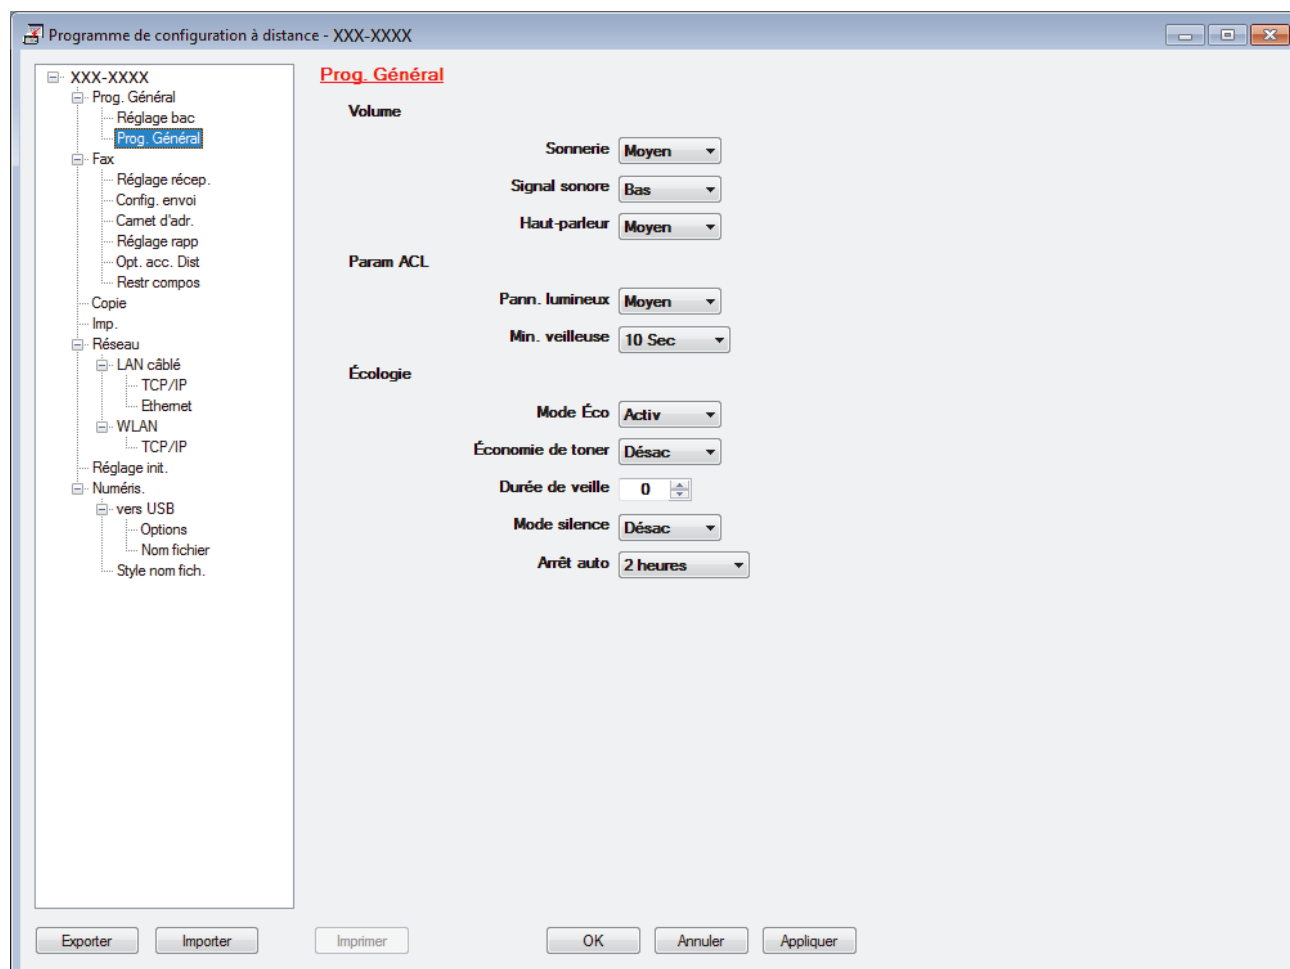 Programme de configuration à distance - XXX-XXXX
XXX-XXXX
Prog. Général
Réglage bac
Prog. Général
Fax
Réglage récep.
Config. envoi
Carnet d'adr.
Réglage rapp
Opt. acc. Dist
Restr compos
Copie
Imp.
Réseau
LAN câblé
TCP/IP
Ethernet
WLAN
TCP/IP
Réglage init.
Numéris.
vers USB
Options
Nom fichier
Style nom fich.
Prog. Général
Volume
Sonnerie Moyen
Signal sonore Bas
Haut-parleur Moyen
Param ACL
Pann. lumineux Moyen
Min. veilleuse 10 Sec
Écologie
Mode Éco Activ
Économie de toner Désac
Durée de veille 0
Mode silence Désac
Arrêt auto 2 heures
Exporter Importer Imprimer OK Annuler Appliquer